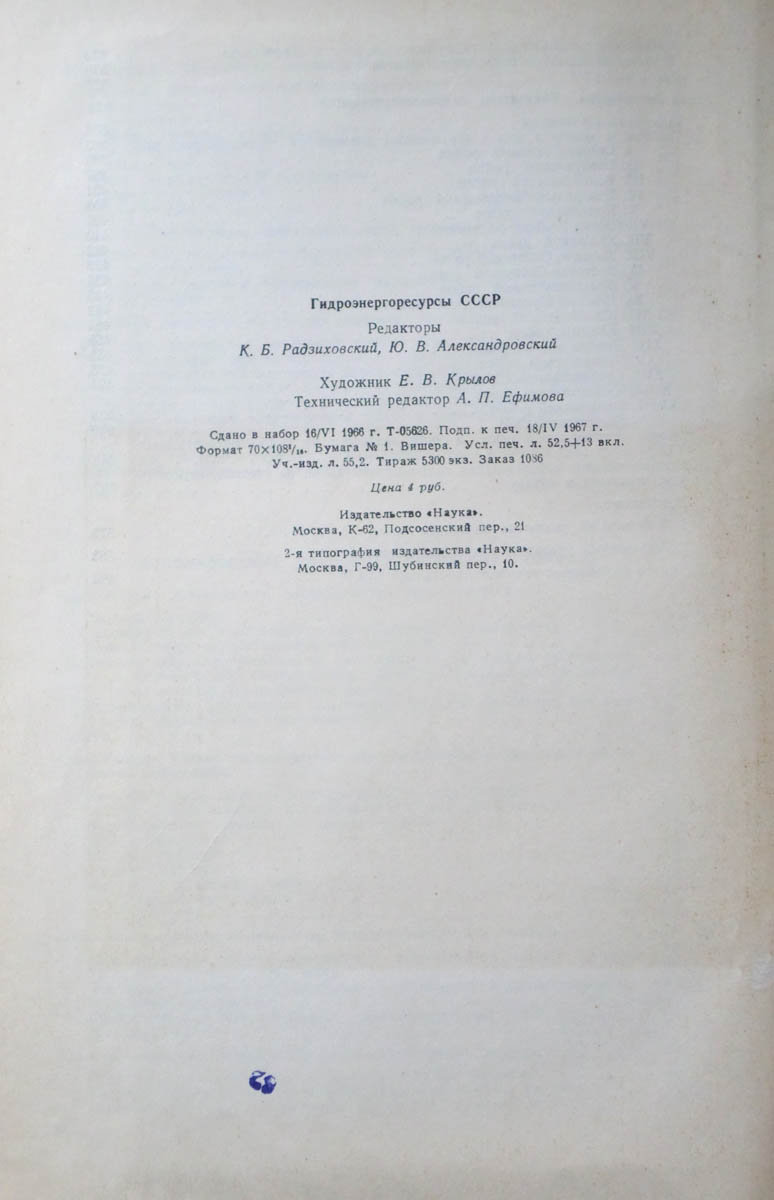 Гидроэнергоресурсы СССР
Редакторы
К. Б. Радзиховский, Ю. В. Александровский
Художник Е. В. Крылов
Технический редактор А. П. Ефимова
Сдано в набор 16/VI 1966 г. Т-05626. Подп. к печ. 18/IV 1967 г.
Формат 70×108¹/₁₆. Бумага № 1. Вишера. Усл. печ. л. 52,5+13 вкл.
Уч.-изд. л. 55,2. Тираж 5300 экз. Заказ 1086
Цена 4 руб.
Издательство «Наука».
Москва, К-62, Подсосенский пер., 21
2-я типография издательства «Наука».
Москва, Г-99, Шубинский пер., 10.